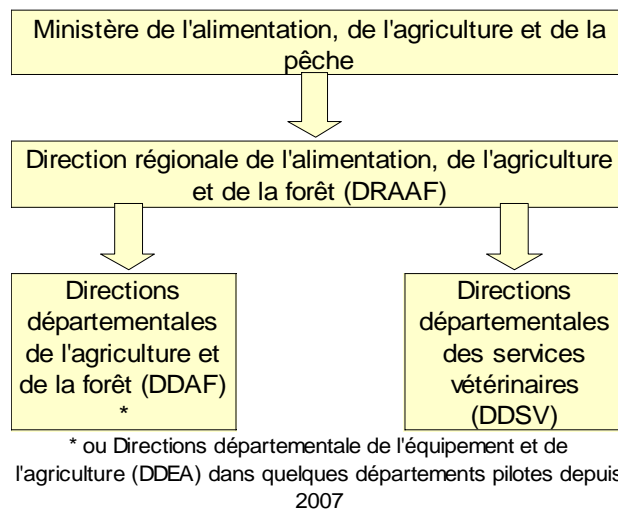 Ministère de l'alimentation, de l'agriculture et de la
pêche
Direction régionale de l'alimentation, de l'agriculture
et de la forêt (DRAAF)
Directions
départementales
de l'agriculture et
de la forêt (DDAF)
*
Directions
départementales
des services
vétérinaires
(DDSV)
* ou Directions départementale de l'équipement et de
l'agriculture (DDEA) dans quelques départements pilotes depuis
2007